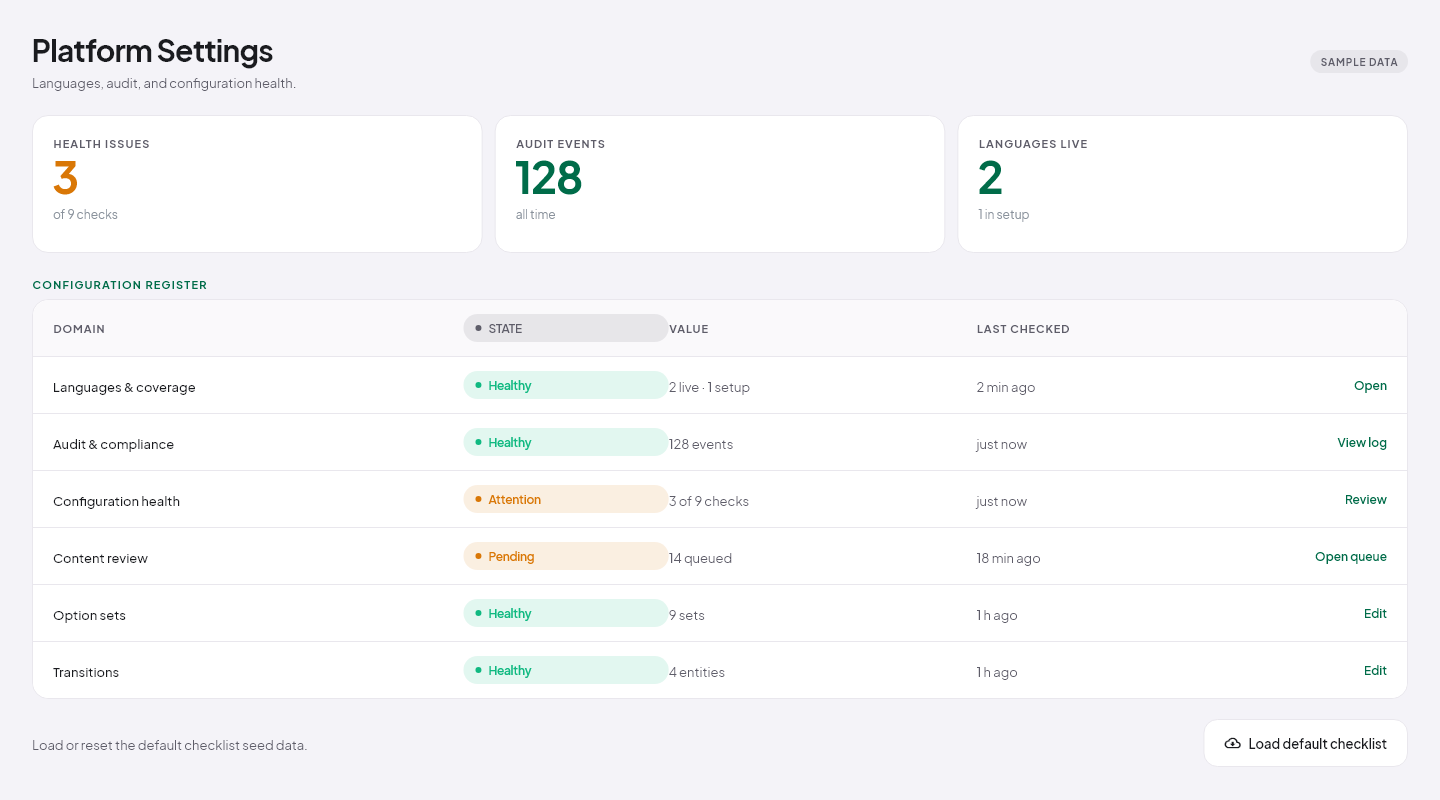 Platform Settings
Languages, audit, and configuration health.
SAMPLE DATA
HEALTH ISSUES
3
of 9 checks
AUDIT EVENTS
128
all time
LANGUAGES LIVE
2
1 in setup
CONFIGURATION REGISTER
DOMAIN STATE VALUE LAST CHECKED
Languages & coverage Healthy 2 live · 1 setup 2 min ago Open
Audit & compliance Healthy 128 events just now View log
Configuration health Attention 3 of 9 checks just now Review
Content review Pending 14 queued 18 min ago Open queue
Option sets Healthy 9 sets 1 h ago Edit
Transitions Healthy 4 entities 1 h ago Edit
Load or reset the default checklist seed data.
Load default checklist